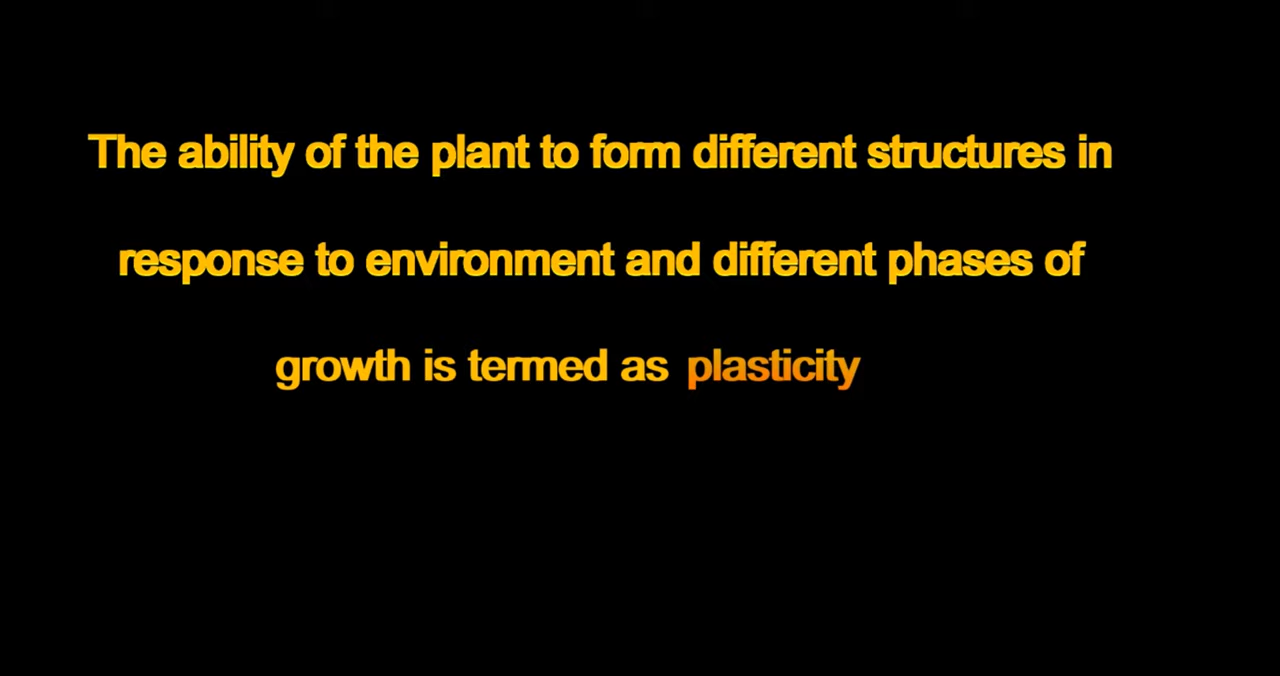 The ability of the plant to form different structures in
response to environment and different phases of
growth is termed as plasticity